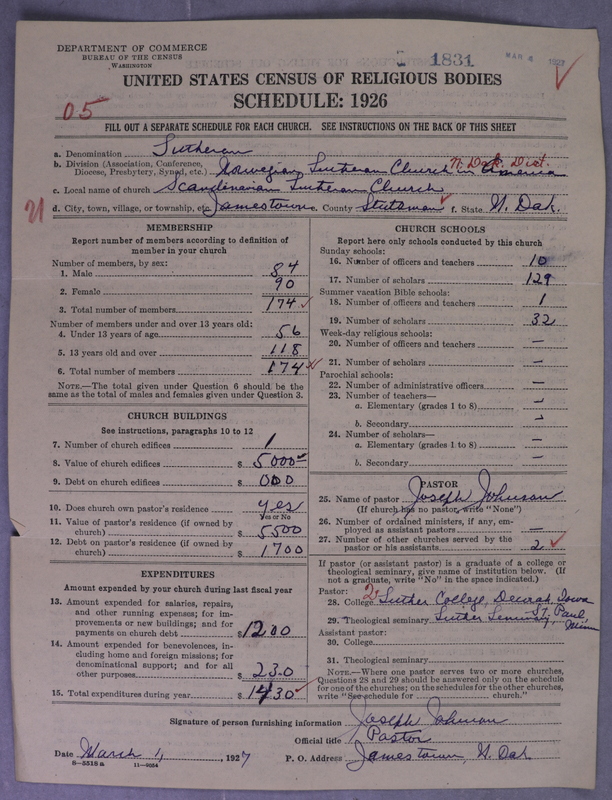 DEPARTMENT OF COMMERCE
BUREAU OF THE CENSUS
WASHINGTON
1831
MAR 4 1927
UNITED STATES CENSUS OF RELIGIOUS BODIES
SCHEDULE: 1926
05
FILL OUT A SEPARATE SCHEDULE FOR EACH CHURCH. SEE INSTRUCTIONS ON THE BACK OF THIS SHEET
a. Denomination Lutheran
b. Division (Association, Conference, Diocese, Presbytery, Synod, etc.) Norwegian Lutheran Church in America N. Dak. Dist.
c. Local name of church Scandinavian Lutheran Church
d. City, town, village, or township, etc. Jamestown e. County Stutsman f. State N. Dak.
MEMBERSHIP
Report number of members according to definition of
member in your church
Number of members, by sex:
1. Male 84
2. Female 90
3. Total number of members 174
Number of members under and over 13 years old:
4. Under 13 years of age 56
5. 13 years old and over 118
6. Total number of members 174
NOTE.—The total given under Question 6 should be the
same as the total of males and females given under Question 3.
CHURCH BUILDINGS
See instructions, paragraphs 10 to 12
7. Number of church edifices 1
8. Value of church edifices $ 5000
9. Debt on church edifices $ 000
10. Does church own pastor's residence? yes
Yes or No
11. Value of pastor's residence (if owned by
church) $ 5500
12. Debt on pastor's residence (if owned by
church) $ 1700
EXPENDITURES
Amount expended by your church during last fiscal year
13. Amount expended for salaries, repairs,
and other running expenses; for im-
provements or new buildings; and for
payments on church debt $ 1200
14. Amount expended for benevolences, in-
cluding home and foreign missions; for
denominational support; and for all
other purposes $ 230
15. Total expenditures during year $ 1430
CHURCH SCHOOLS
Report here only schools conducted by this church
Sunday schools:
16. Number of officers and teachers 10
17. Number of scholars 129
Summer vacation Bible schools:
18. Number of officers and teachers 1
19. Number of scholars 32
Week-day religious schools:
20. Number of officers and teachers —
21. Number of scholars —
Parochial schools:
22. Number of administrative officers —
23. Number of teachers—
a. Elementary (grades 1 to 8) —
b. Secondary —
24. Number of scholars—
a. Elementary (grades 1 to 8) —
b. Secondary —
PASTOR
25. Name of pastor Joseph Johnson
(If church has no pastor, write "None")
26. Number of ordained ministers, if any, em-
ployed as assistant pastors —
27. Number of other churches served by the
pastor or his assistants 2
If pastor (or assistant pastor) is a graduate of a college or
theological seminary, give name of institution below. (If
not a graduate, write "No" in the space indicated.)
Pastor:
28. College Luther College, Decorah, Iowa
29. Theological seminary Luther Seminary St. Paul Minn
Assistant pastor:
30. College
31. Theological seminary
NOTE.—Where one pastor serves two or more churches,
Questions 28 and 29 should be answered only on the schedule
for one of the churches; on the schedules for the other churches,
write "See schedule for church."
Signature of person furnishing information Joseph Johnson
Official title Pastor
Date March 1, 1927 P. O. Address Jamestown, N. Dak
8—5518 a 11—9954